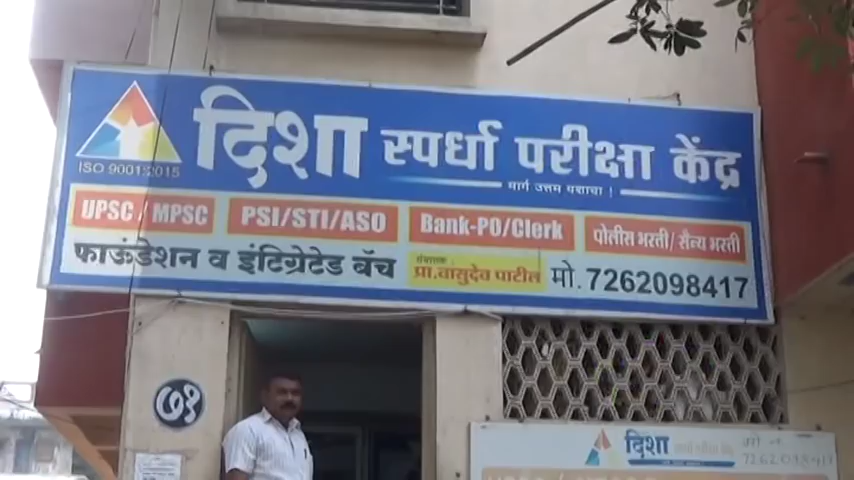 दिशा स्पर्धा परीक्षा केंद्र
ISO 9001:2015
मार्ग उत्तम यशाचा !
UPSC / MPSC PSI/STI/ASO Bank-PO/Clerk पोलीस भरती/ सैन्य भरती
फाऊंडेशन व इंटिग्रेटेड बॅच संचालक : प्रा.वासुदेव पाटील मो. 7262098417
७१
दिशा
7262098417